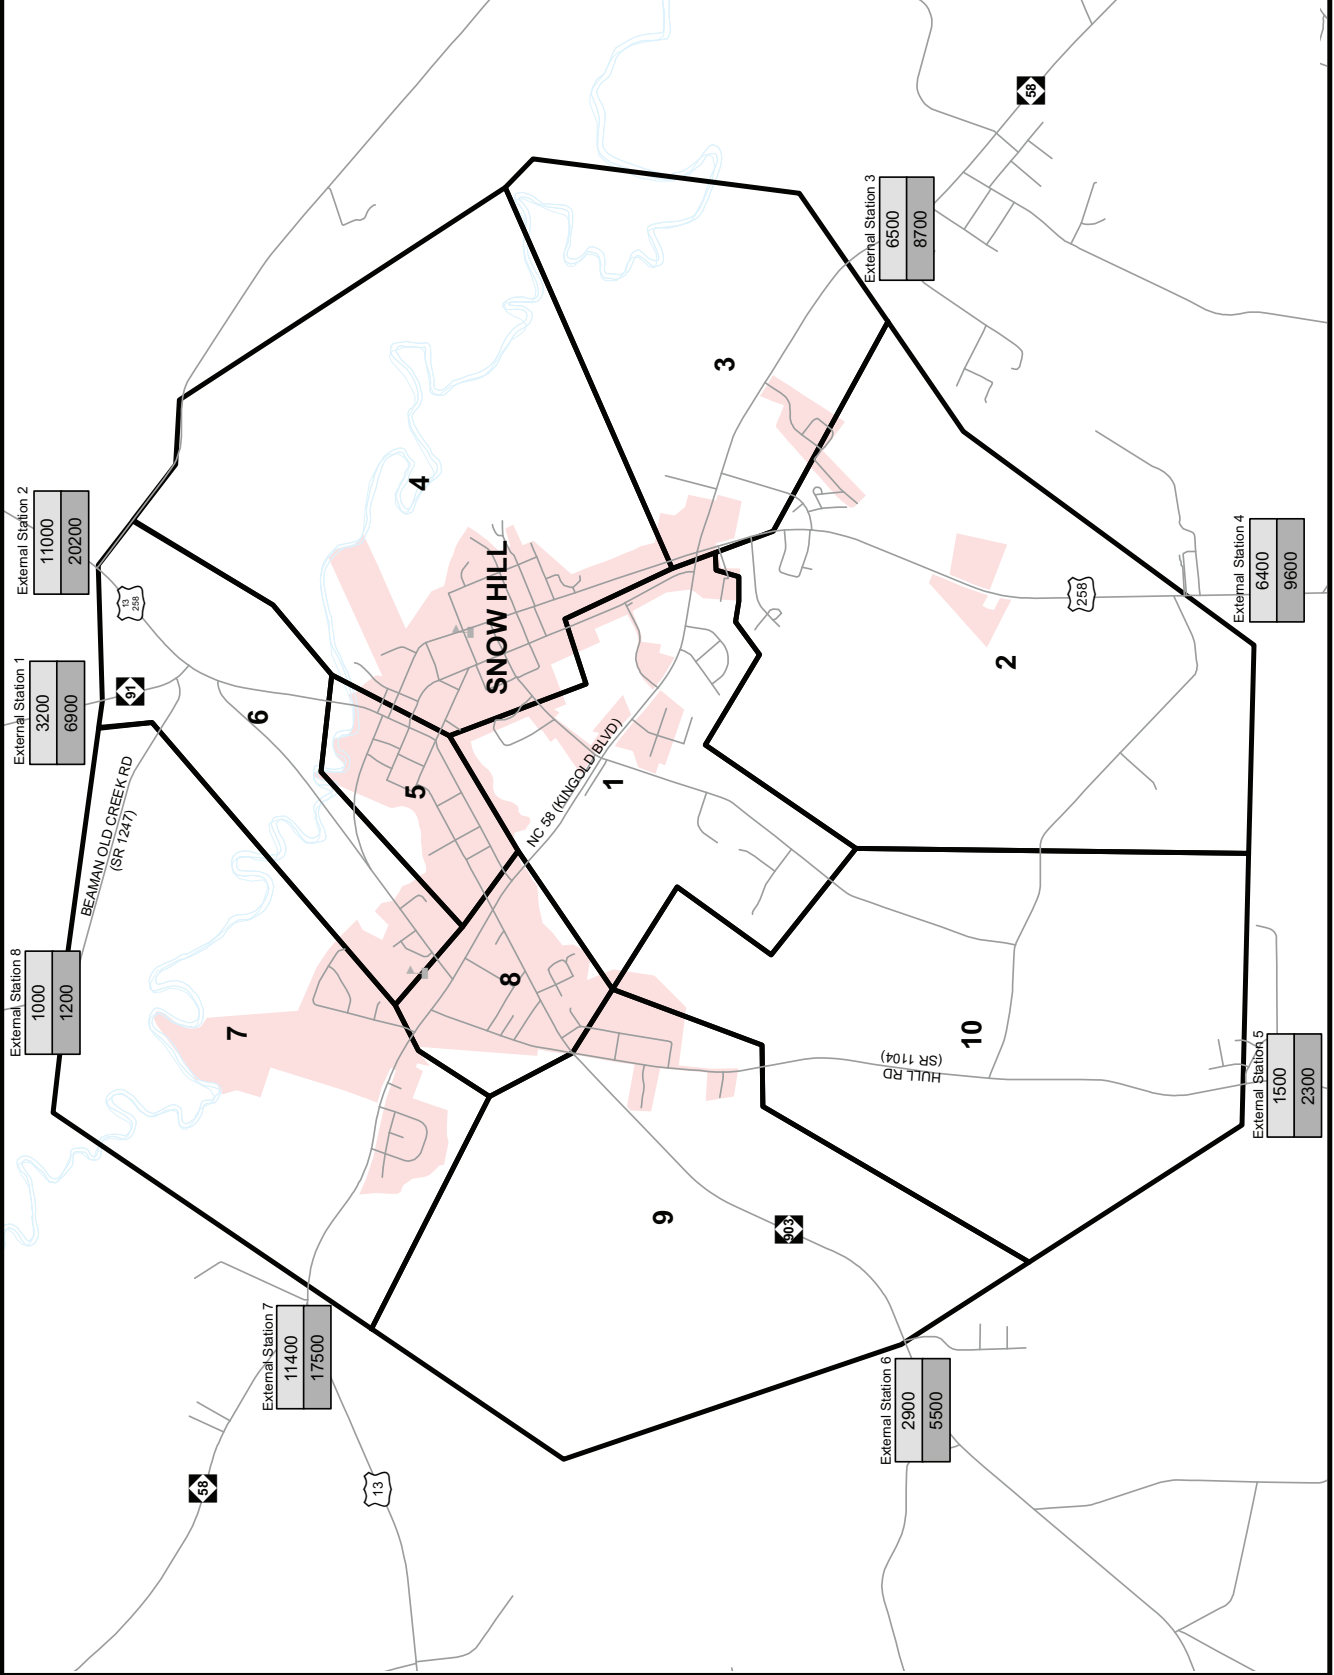 External Station 2
11000
20200
13
258
External Station 1
3200
6900
91
BEAMAN OLD CREEK RD
(SR 1247)
External Station 8
1000
1200
58
External Station 3
6500
8700
3
4
SNOW HILL
6
5
1
NC 58 (KINGOLD BLVD)
258
2
External Station 4
6400
9600
8
7
10
HULL RD
(SR 1104)
External Station 5
1500
2300
9
903
External Station 7
11400
17500
External Station 6
2900
5500
58
13